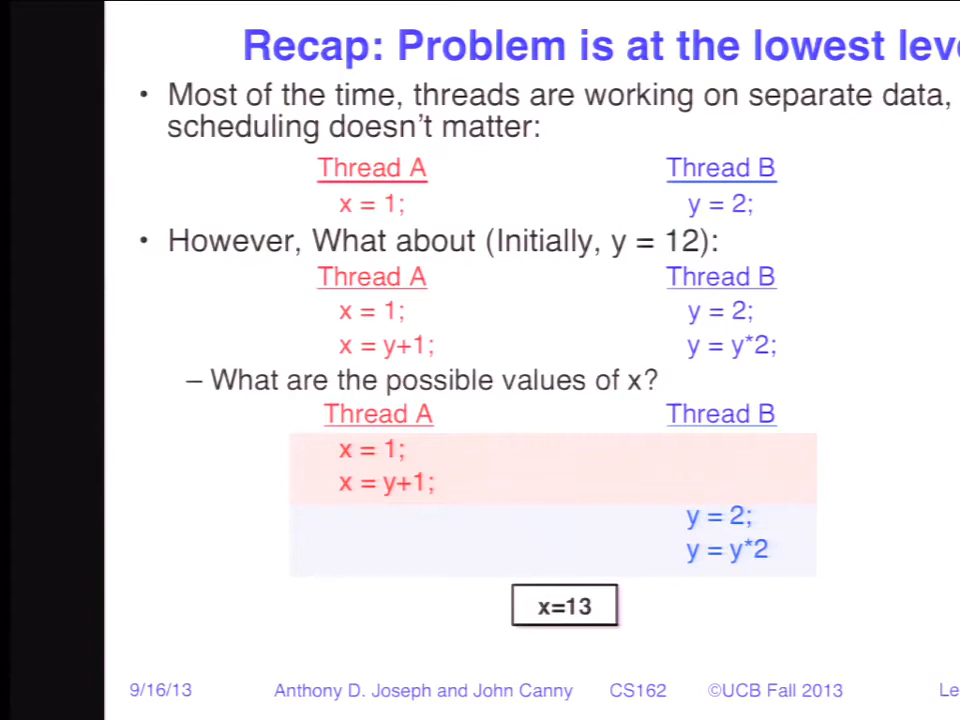 Recap: Problem is at the lowest leve
• Most of the time, threads are working on separate data,
scheduling doesn't matter:
Thread A Thread B
x = 1; y = 2;
• However, What about (Initially, y = 12):
Thread A Thread B
x = 1; y = 2;
x = y+1; y = y*2;
– What are the possible values of x?
Thread A Thread B
x = 1;
x = y+1;
y = 2;
y = y*2
x=13
9/16/13 Anthony D. Joseph and John Canny CS162 ©UCB Fall 2013 Le